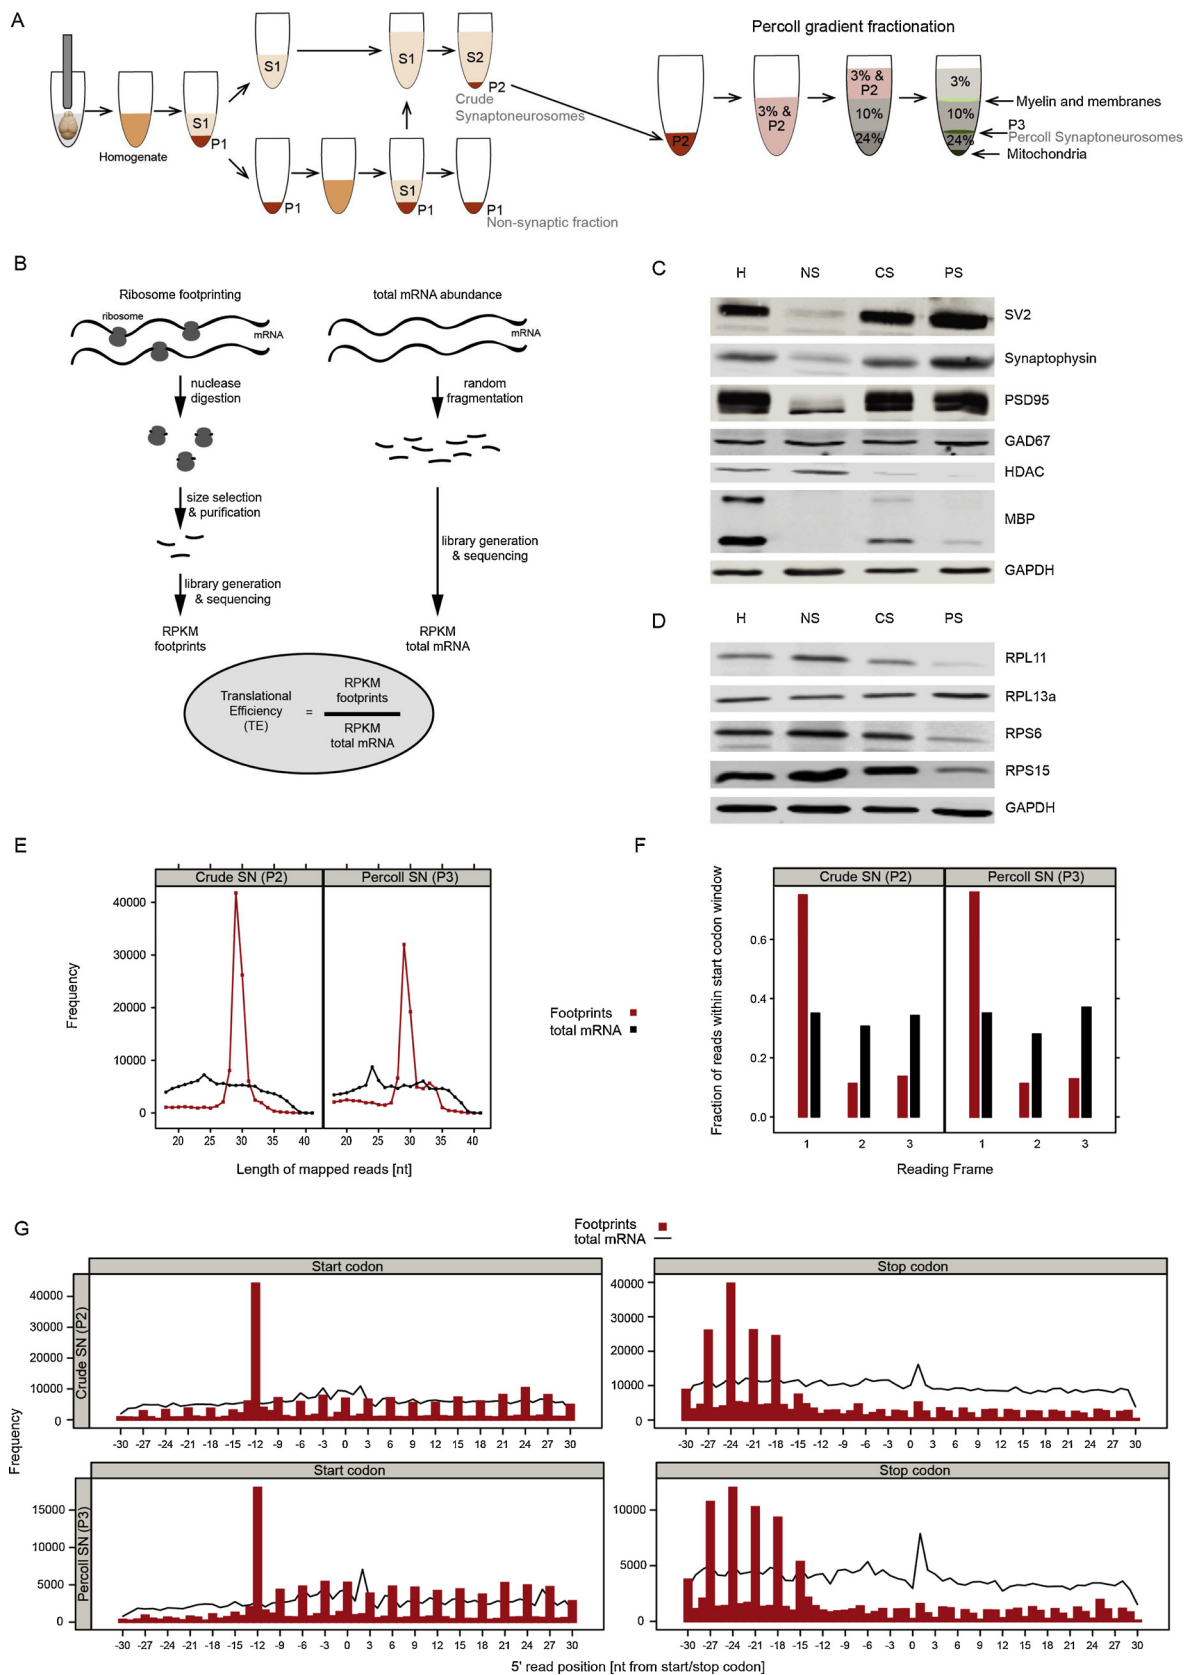 A
Percoll gradient fractionation
S1
S1
S2
P2
Crude
Synaptoneurosomes
S1
P1
Homogenate
P1
S1
P1
P1
Non-synaptic fraction
P2
3% &
P2
3% &
P2
10%
24%
3%
10%
24%
Myelin and membranes
P3
Percoll Synaptoneurosomes
Mitochondria
B
Ribosome footprinting
total mRNA abundance
ribosome
mRNA
mRNA
nuclease
digestion
random
fragmentation
size selection
& purification
library generation
& sequencing
library generation
& sequencing
RPKM
footprints
RPKM
total mRNA
Translational
Efficiency
(TE)
=
RPKM
footprints
RPKM
total mRNA
C
H NS CS PS
SV2
Synaptophysin
PSD95
GAD67
HDAC
MBP
GAPDH
D
H NS CS PS
RPL11
RPL13a
RPS6
RPS15
GAPDH
E
Crude SN (P2)
Percoll SN (P3)
40000
30000
20000
10000
0
Frequency
20 25 30 35 40
20 25 30 35 40
Length of mapped reads [nt]
Footprints
total mRNA
F
Crude SN (P2)
Percoll SN (P3)
0.6
0.4
0.2
0.0
Fraction of reads within start codon window
1 2 3
1 2 3
Reading Frame
G
Footprints
total mRNA
Start codon
Stop codon
Crude SN (P2)
40000
30000
20000
10000
0
-30 -27 -24 -21 -18 -15 -12 -9 -6 -3 0 3 6 9 12 15 18 21 24 27 30
40000
30000
20000
10000
0
-30 -27 -24 -21 -18 -15 -12 -9 -6 -3 0 3 6 9 12 15 18 21 24 27 30
Frequency
Start codon
Stop codon
Percoll SN (P3)
15000
10000
5000
0
-30 -27 -24 -21 -18 -15 -12 -9 -6 -3 0 3 6 9 12 15 18 21 24 27 30
10000
5000
0
-30 -27 -24 -21 -18 -15 -12 -9 -6 -3 0 3 6 9 12 15 18 21 24 27 30
5' read position [nt from start/stop codon]